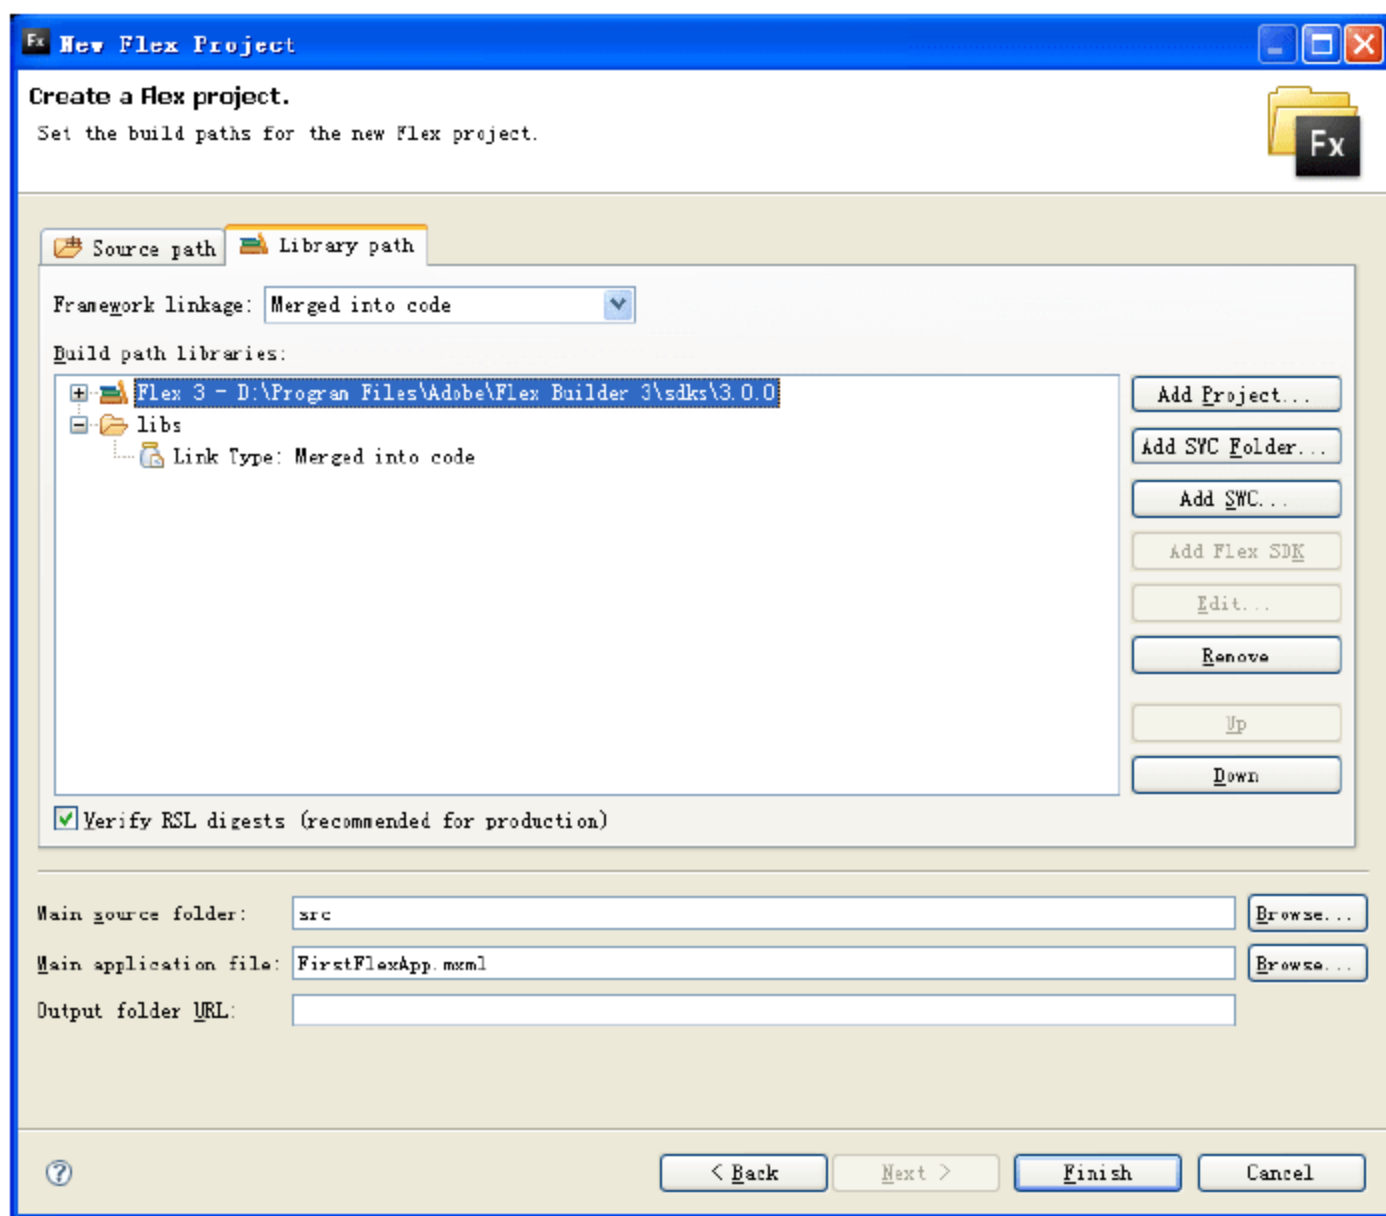 Fx New Flex Project
Create a Flex project.
Set the build paths for the new Flex project.
Fx
Source path
Library path
Framework linkage: Merged into code
Build path libraries:
Flex 3 - D:\Program Files\Adobe\Flex Builder 3\sdks\3.0.0
libs
Link Type: Merged into code
Add Project...
Add SWC Folder...
Add SWC...
Add Flex SDK
Edit...
Remove
Up
Down
Verify RSL digests (recommended for production)
Main source folder: src Browse...
Main application file: FirstFlexApp.mxml Browse...
Output folder URL:
? < Back Next > Finish Cancel